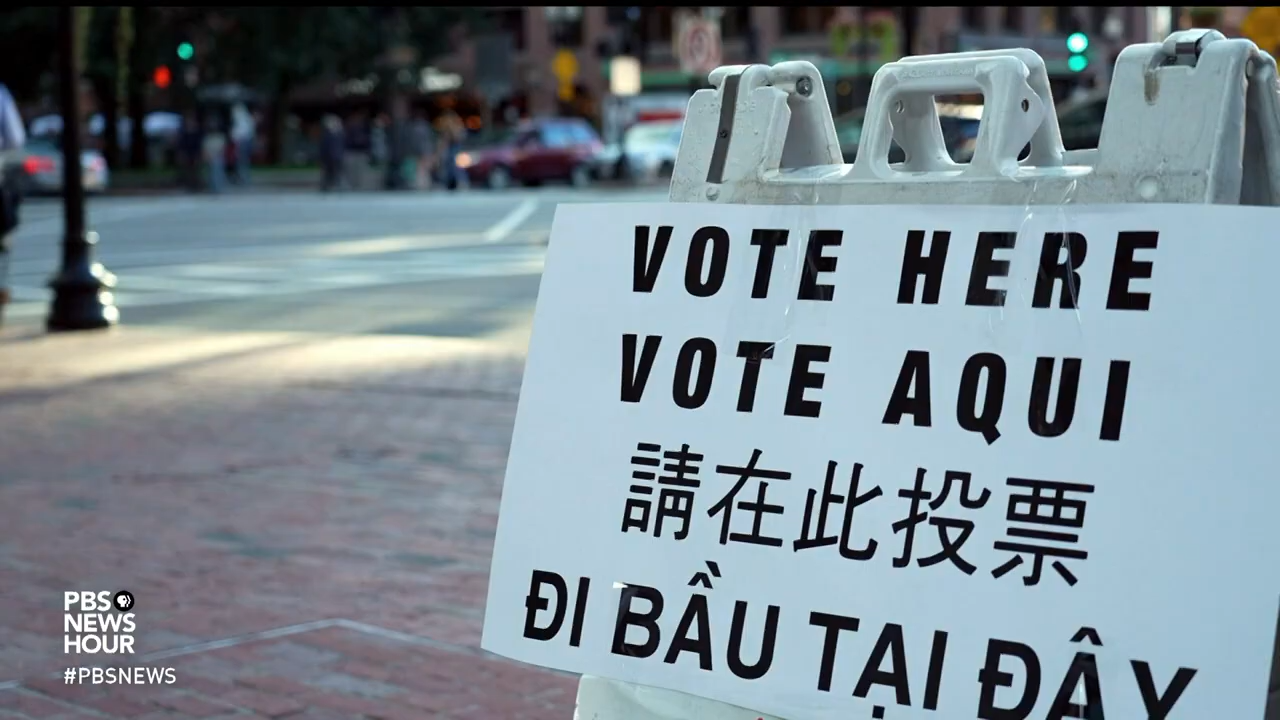 VOTE HERE
VOTE AQUI
請在此投票
ĐI BẦU TẠI ĐÂY
PBS
NEWS
HOUR
#PBSNEWS